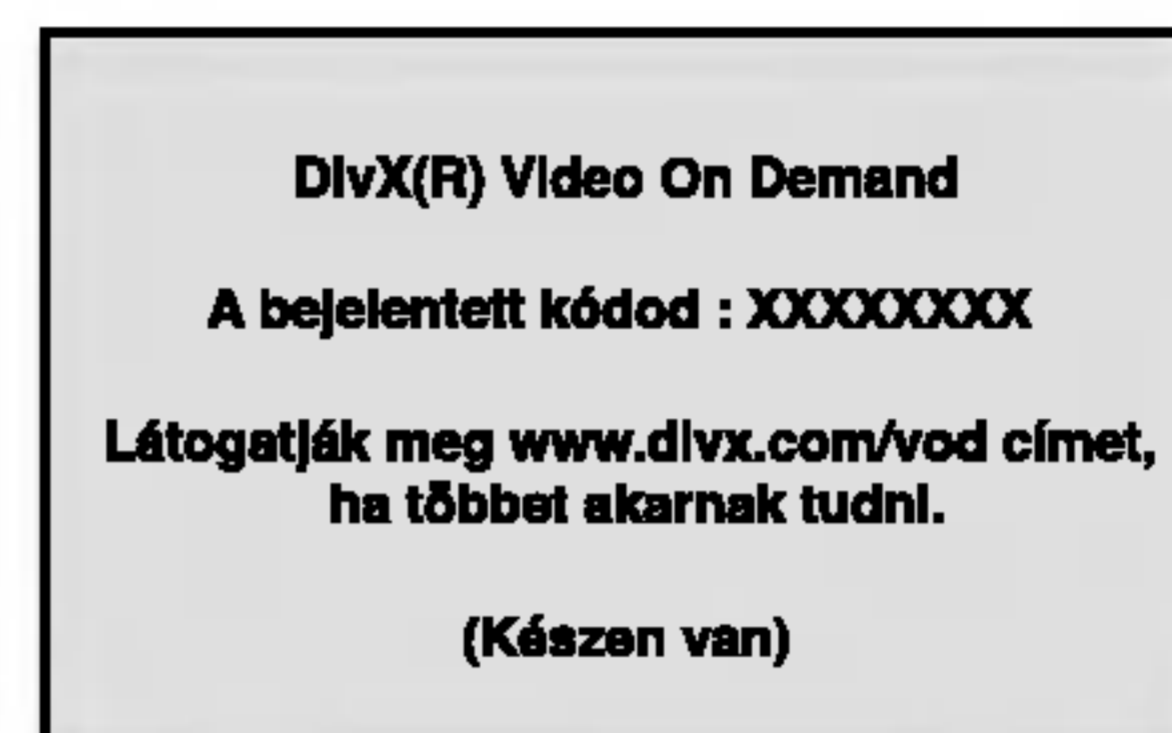 DivX(R) Video On Demand
A bejelentett kódod : XXXXXXXX
Látogatják meg www.divx.com/vod címet,
ha többet akarnak tudni.
(Készen van)